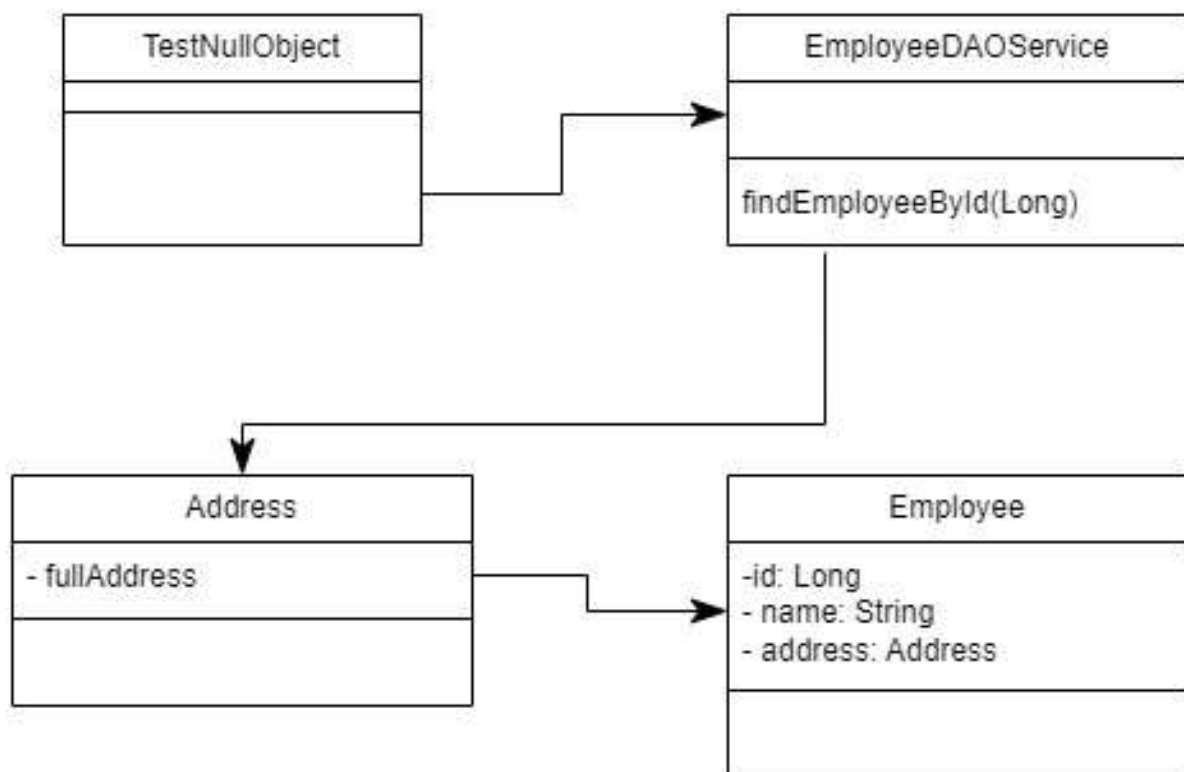 TestNullObject
EmployeeDAOService
findEmployeeById(Long)
Address
- fullAddress
Employee
-id: Long
- name: String
- address: Address